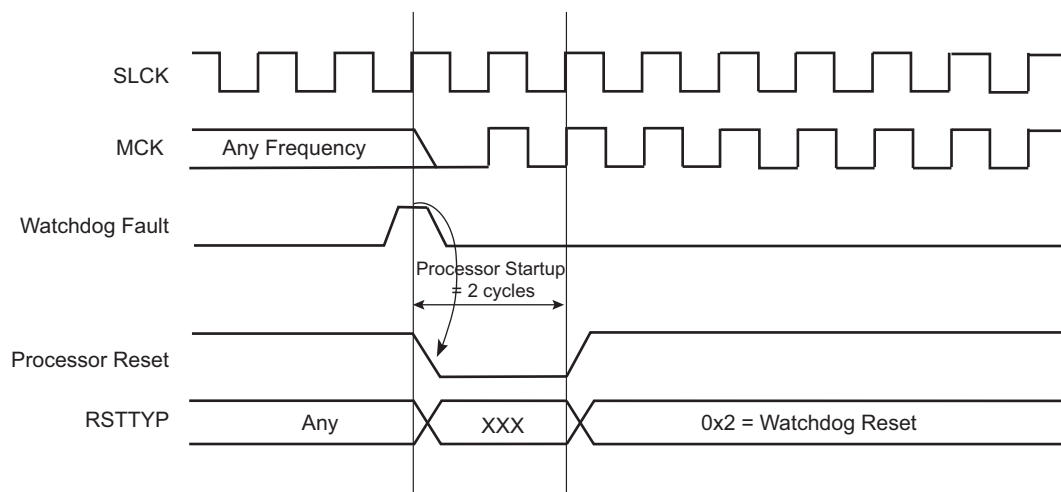 SLCK
MCK
Any Frequency
Watchdog Fault
Processor Startup
= 2 cycles
Processor Reset
RSTTYP
Any
XXX
0x2 = Watchdog Reset